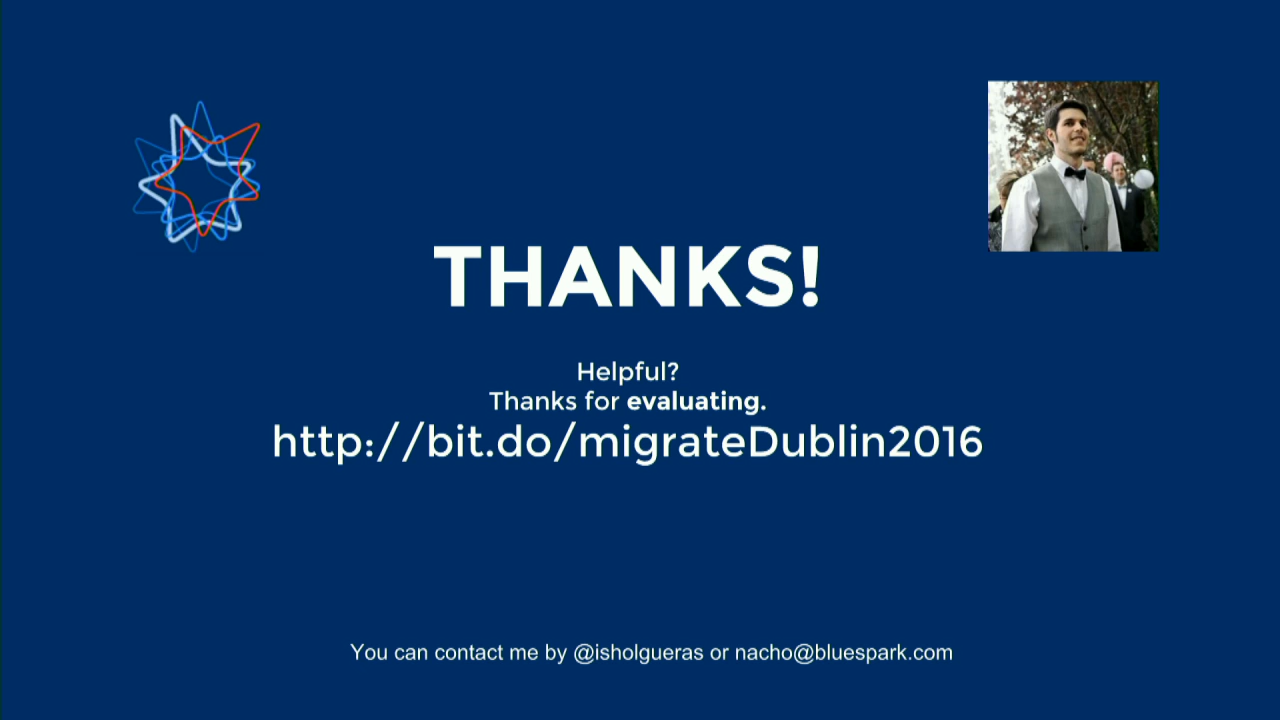 THANKS!
Helpful?
Thanks for evaluating.
http://bit.do/migrateDublin2016
You can contact me by @isholgueras or nacho@bluespark.com